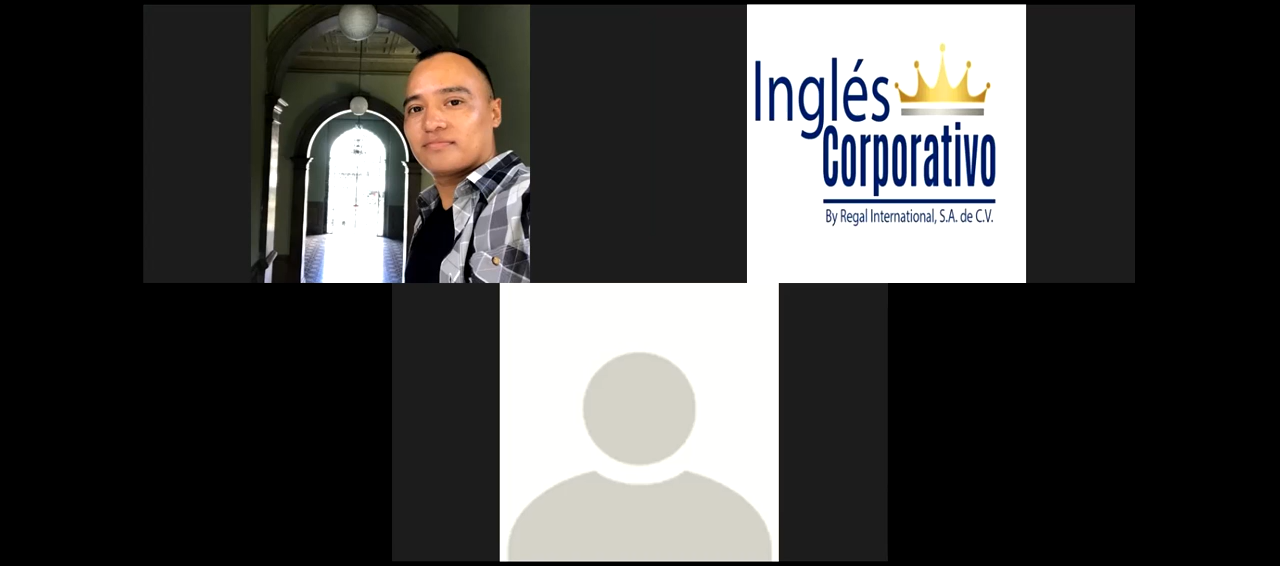 Inglés
Corporativo
By Regal International, S.A. de C.V.